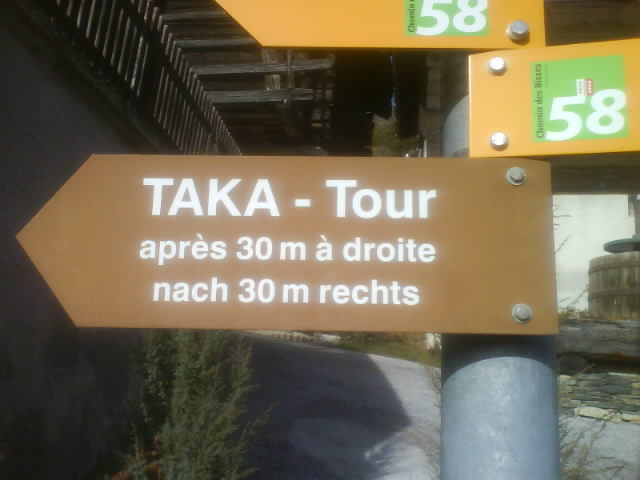 58
Chemin des Bisses
58
TAKA - Tour
après 30 m à droite
nach 30 m rechts